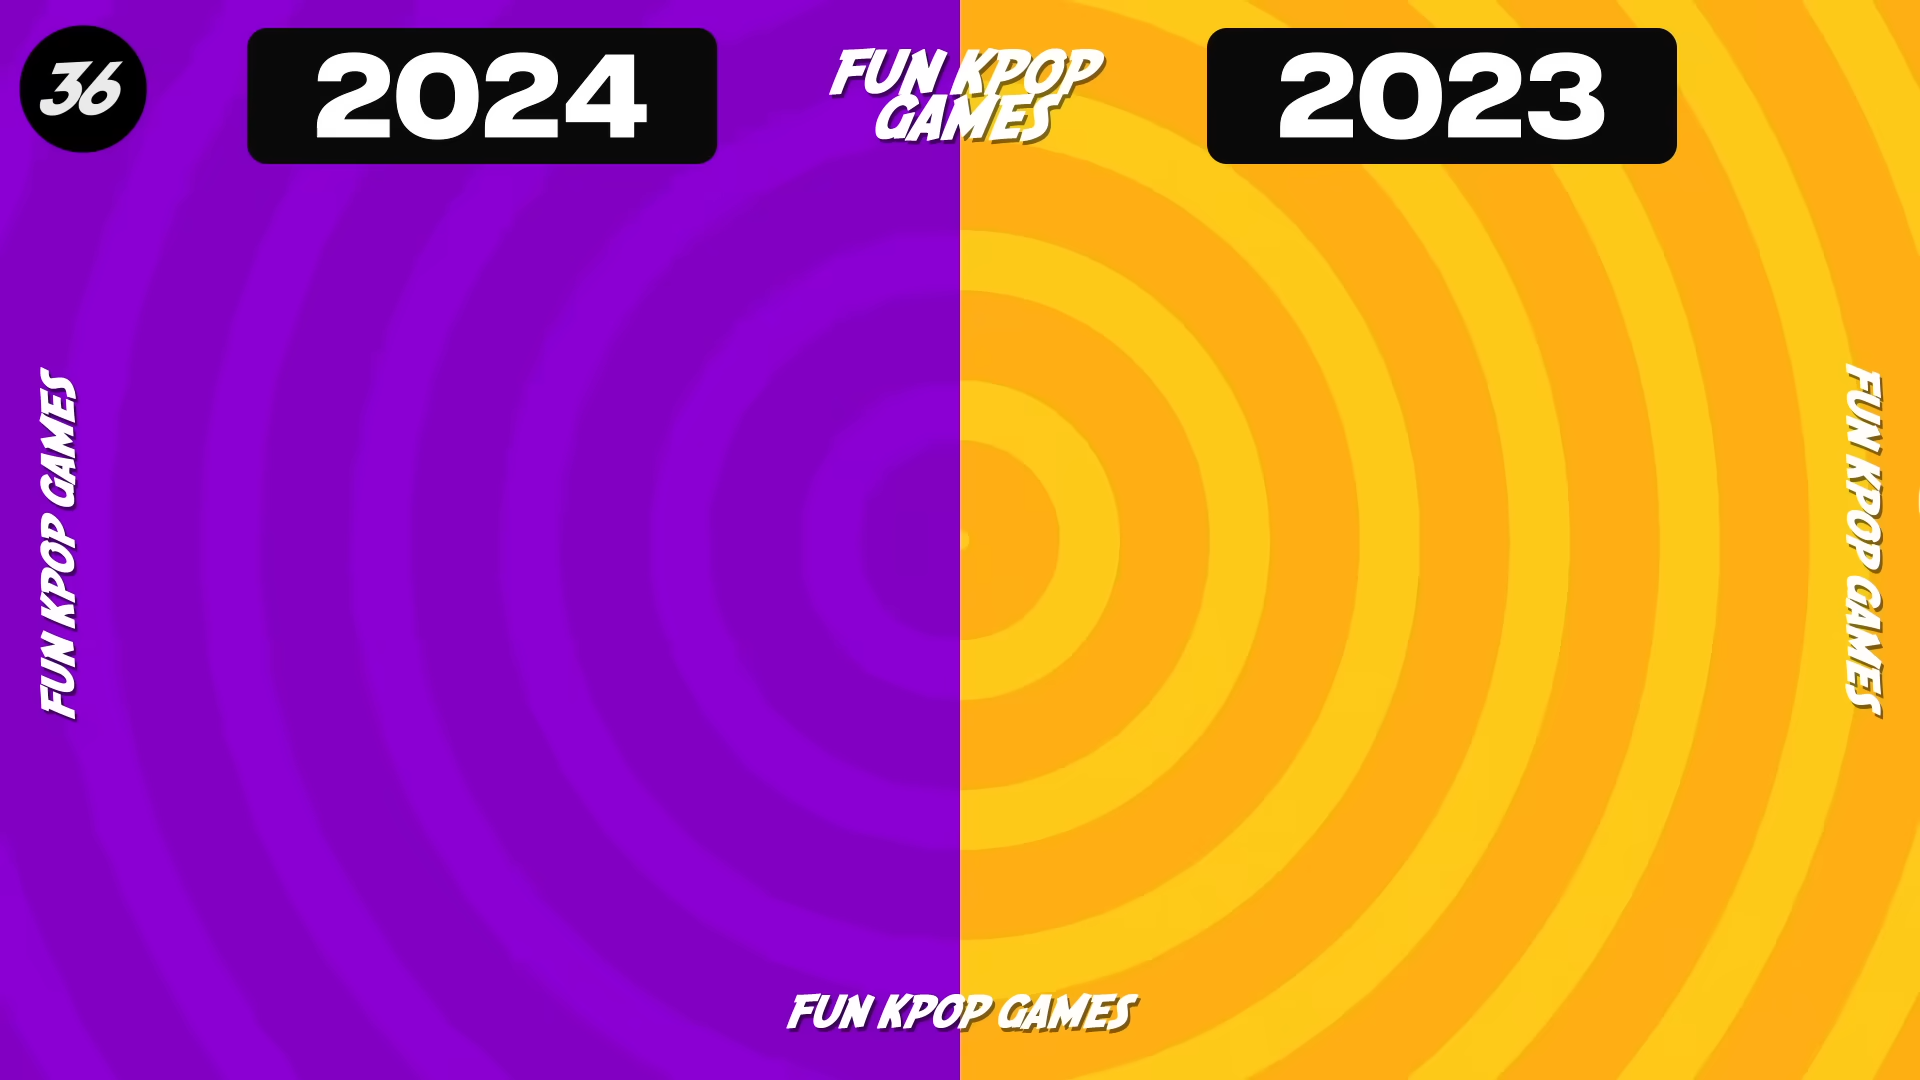 36
2024
FUN KPOP
GAMES
2023
FUN KPOP GAMES
FUN KPOP GAMES
FUN KPOP GAMES